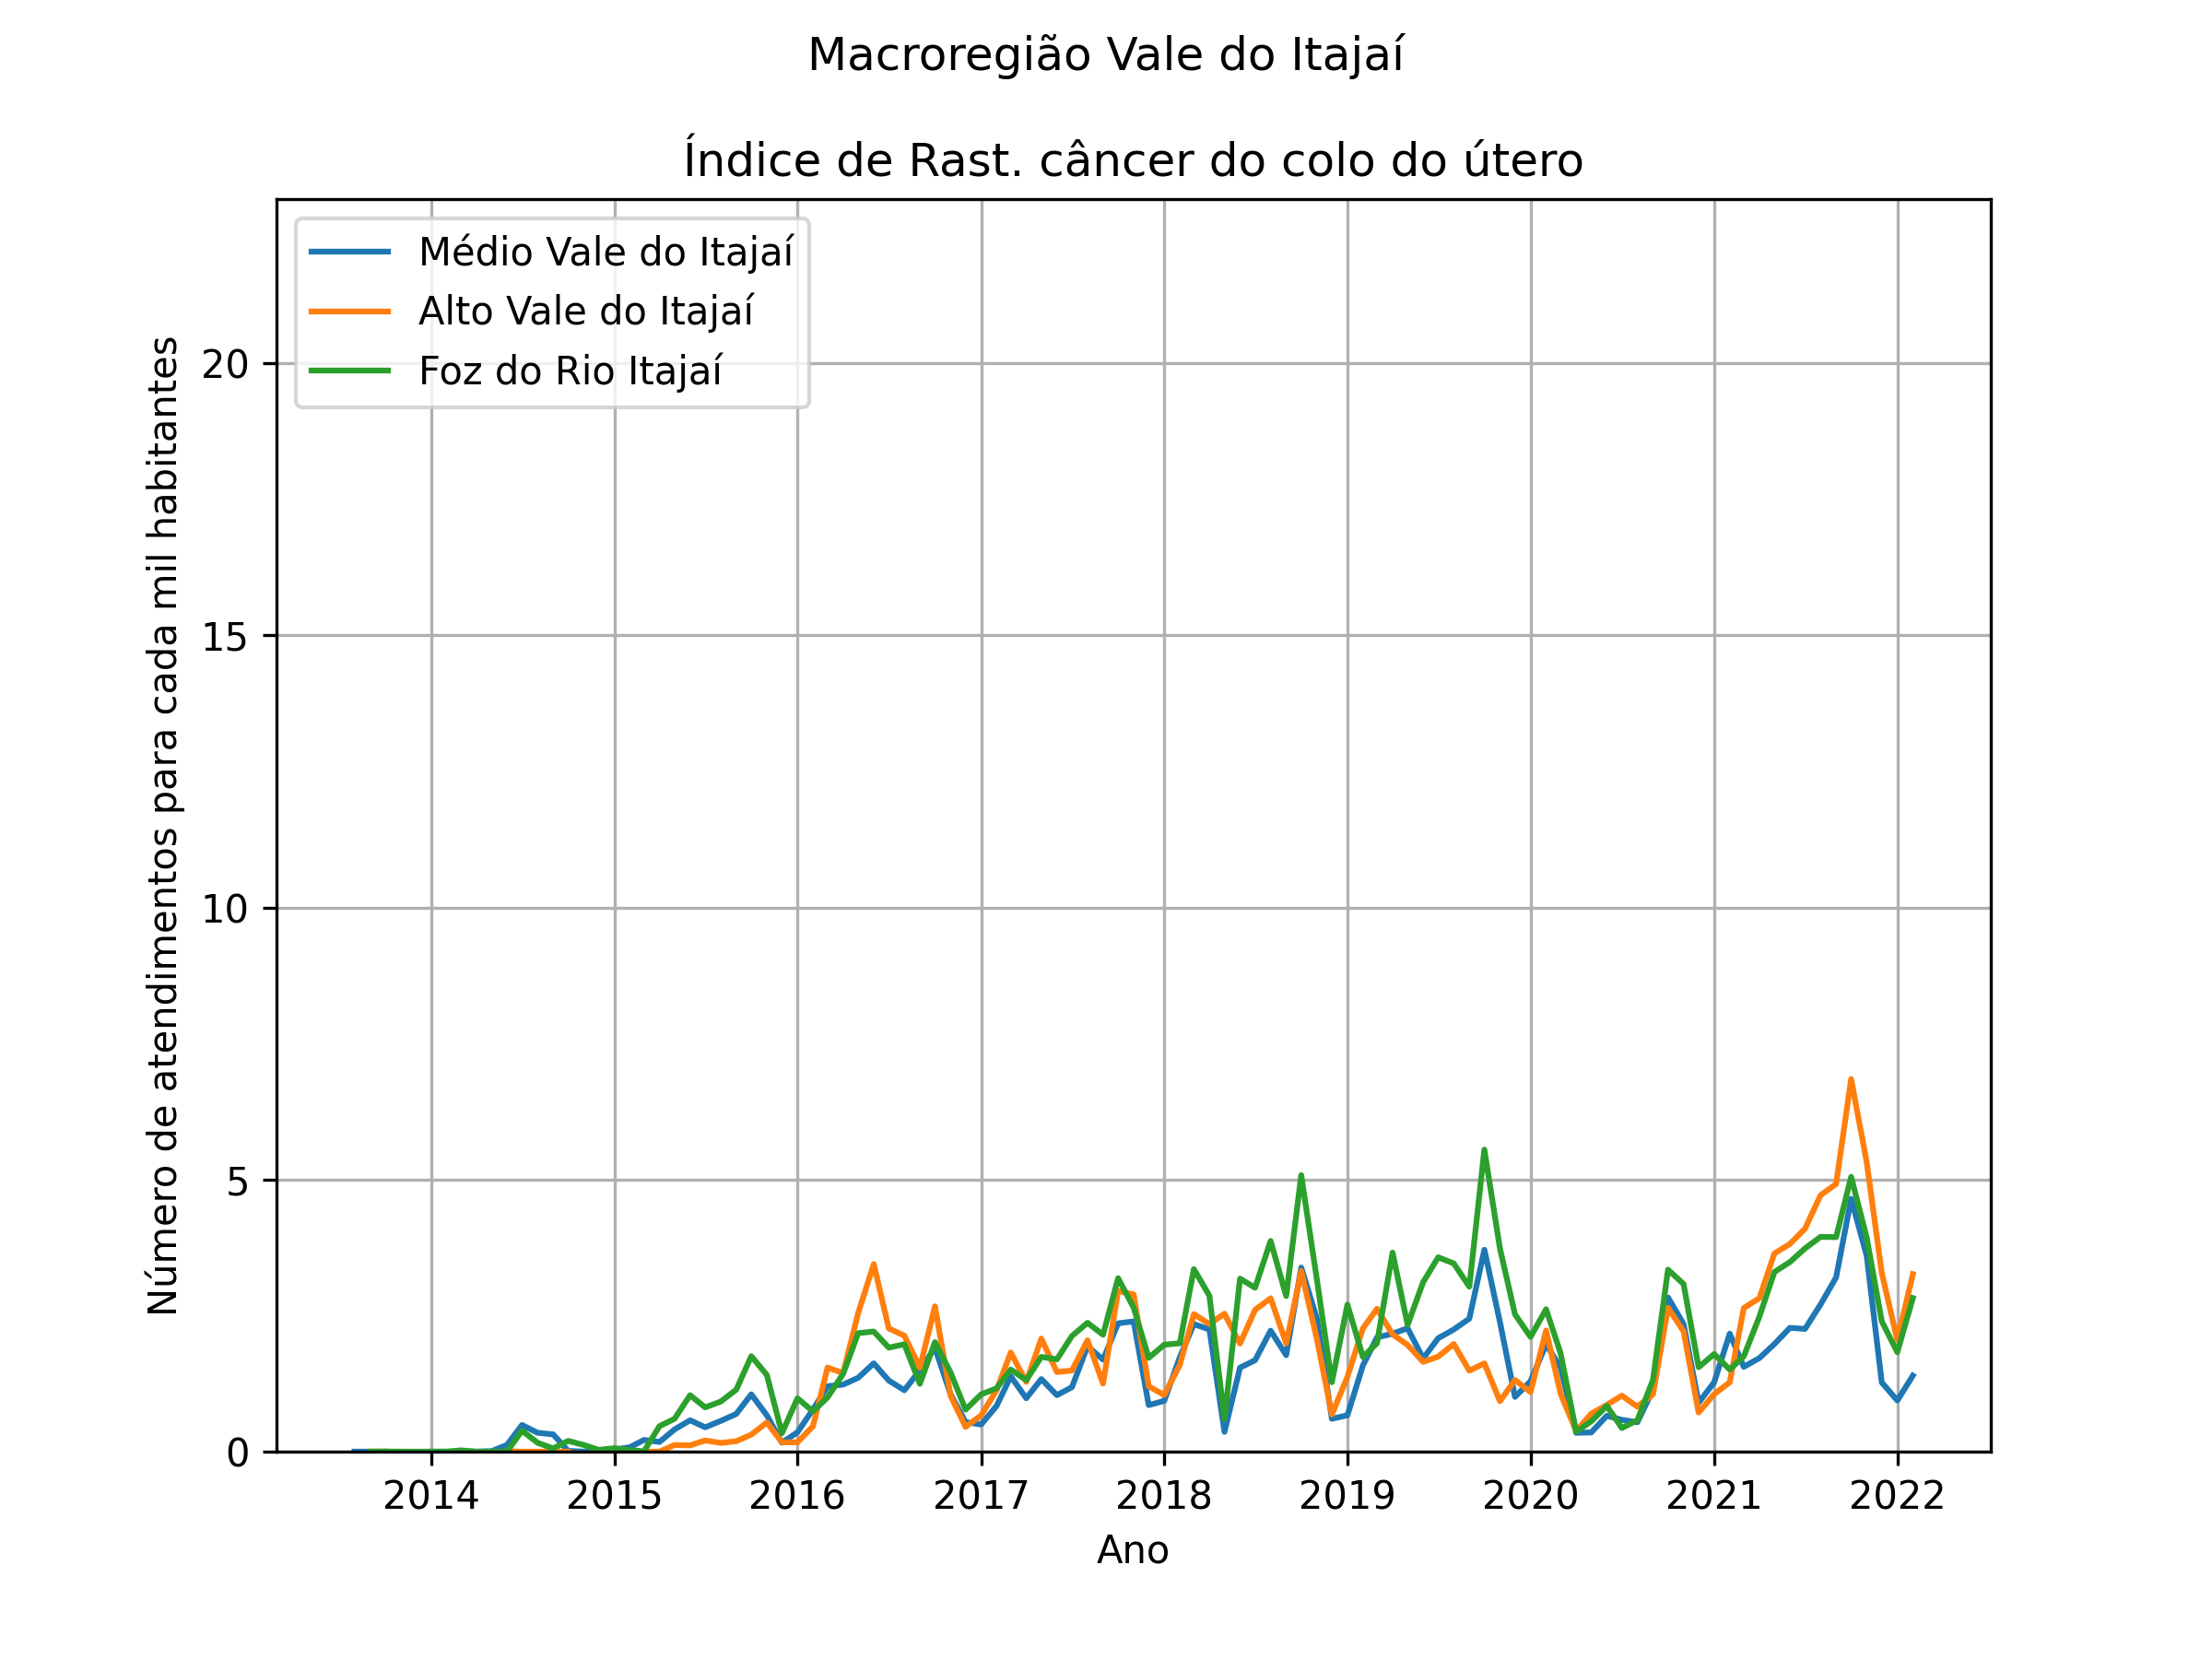 Macroregião Vale do Itajaí
Índice de Rast. câncer do colo do útero
Médio Vale do Itajaí
Alto Vale do Itajaí
Foz do Rio Itajaí
Número de atendimentos para cada mil habitantes
20
15
10
5
0
2014 2015 2016 2017 2018 2019 2020 2021 2022
Ano